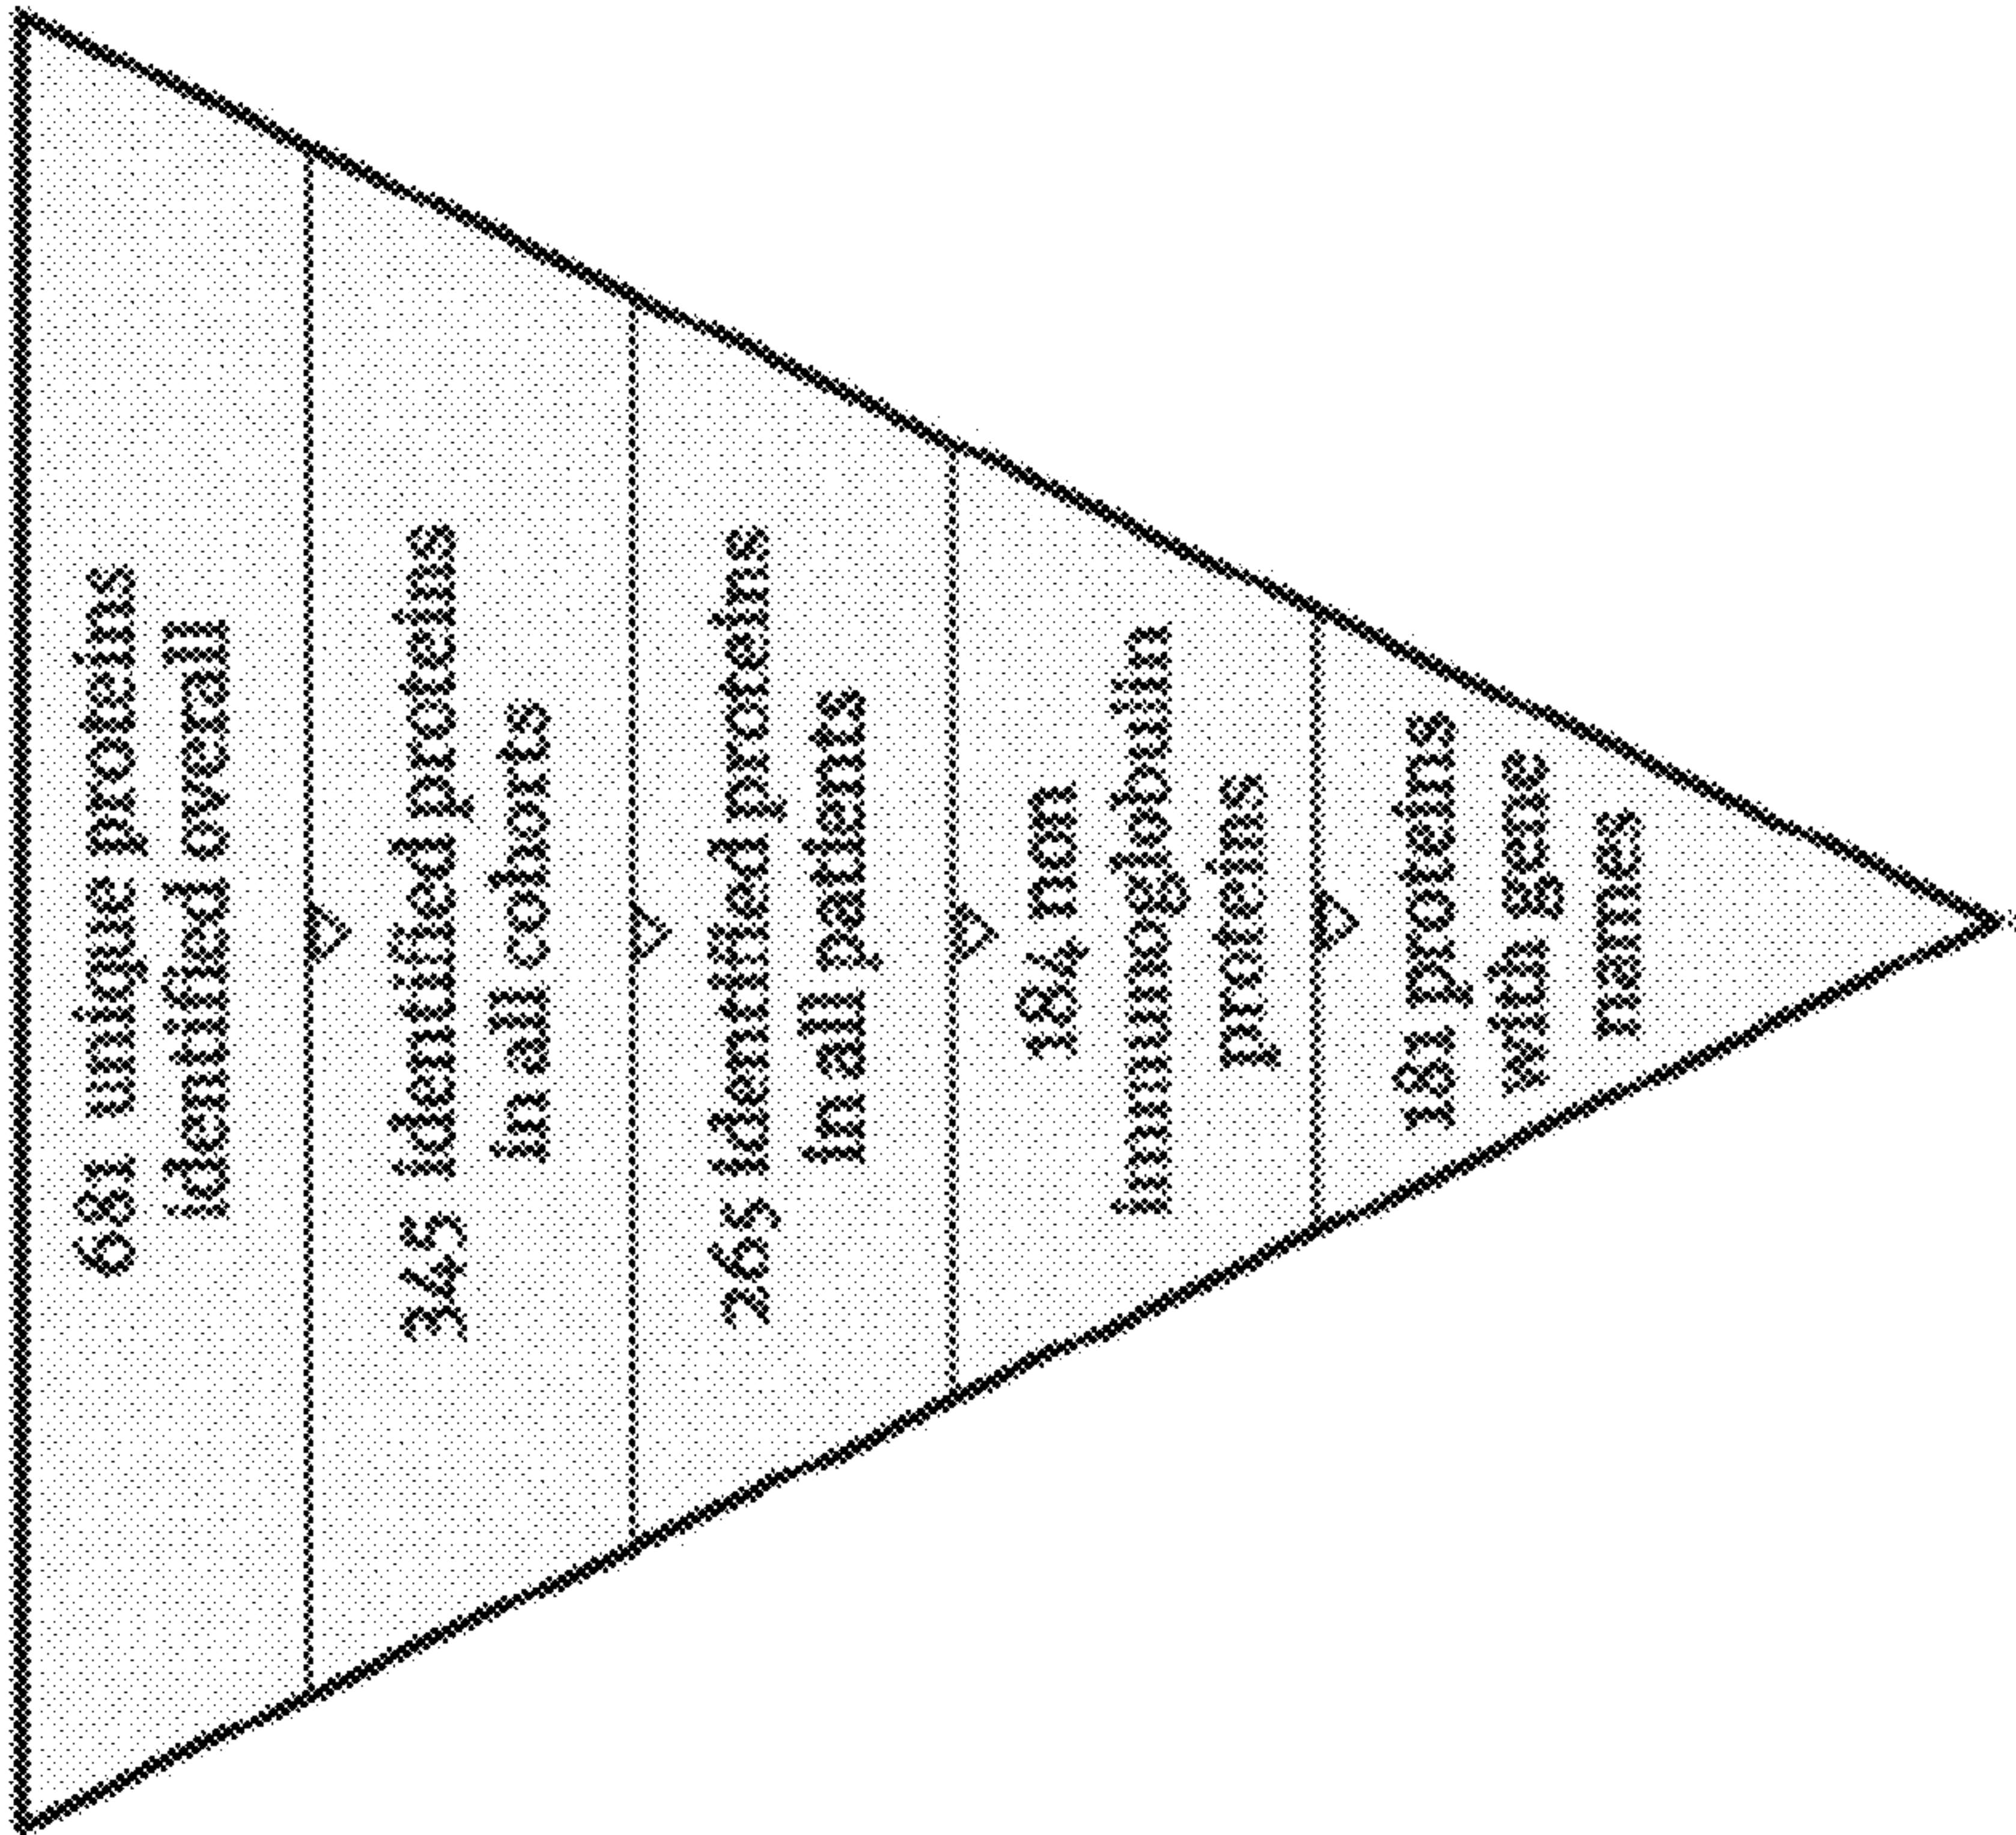 681 unique proteins
identified overall
345 identified proteins
in all cohorts
265 identified proteins
in all patients
184 non
immunoglobulin
proteins
181 proteins
with gene
names